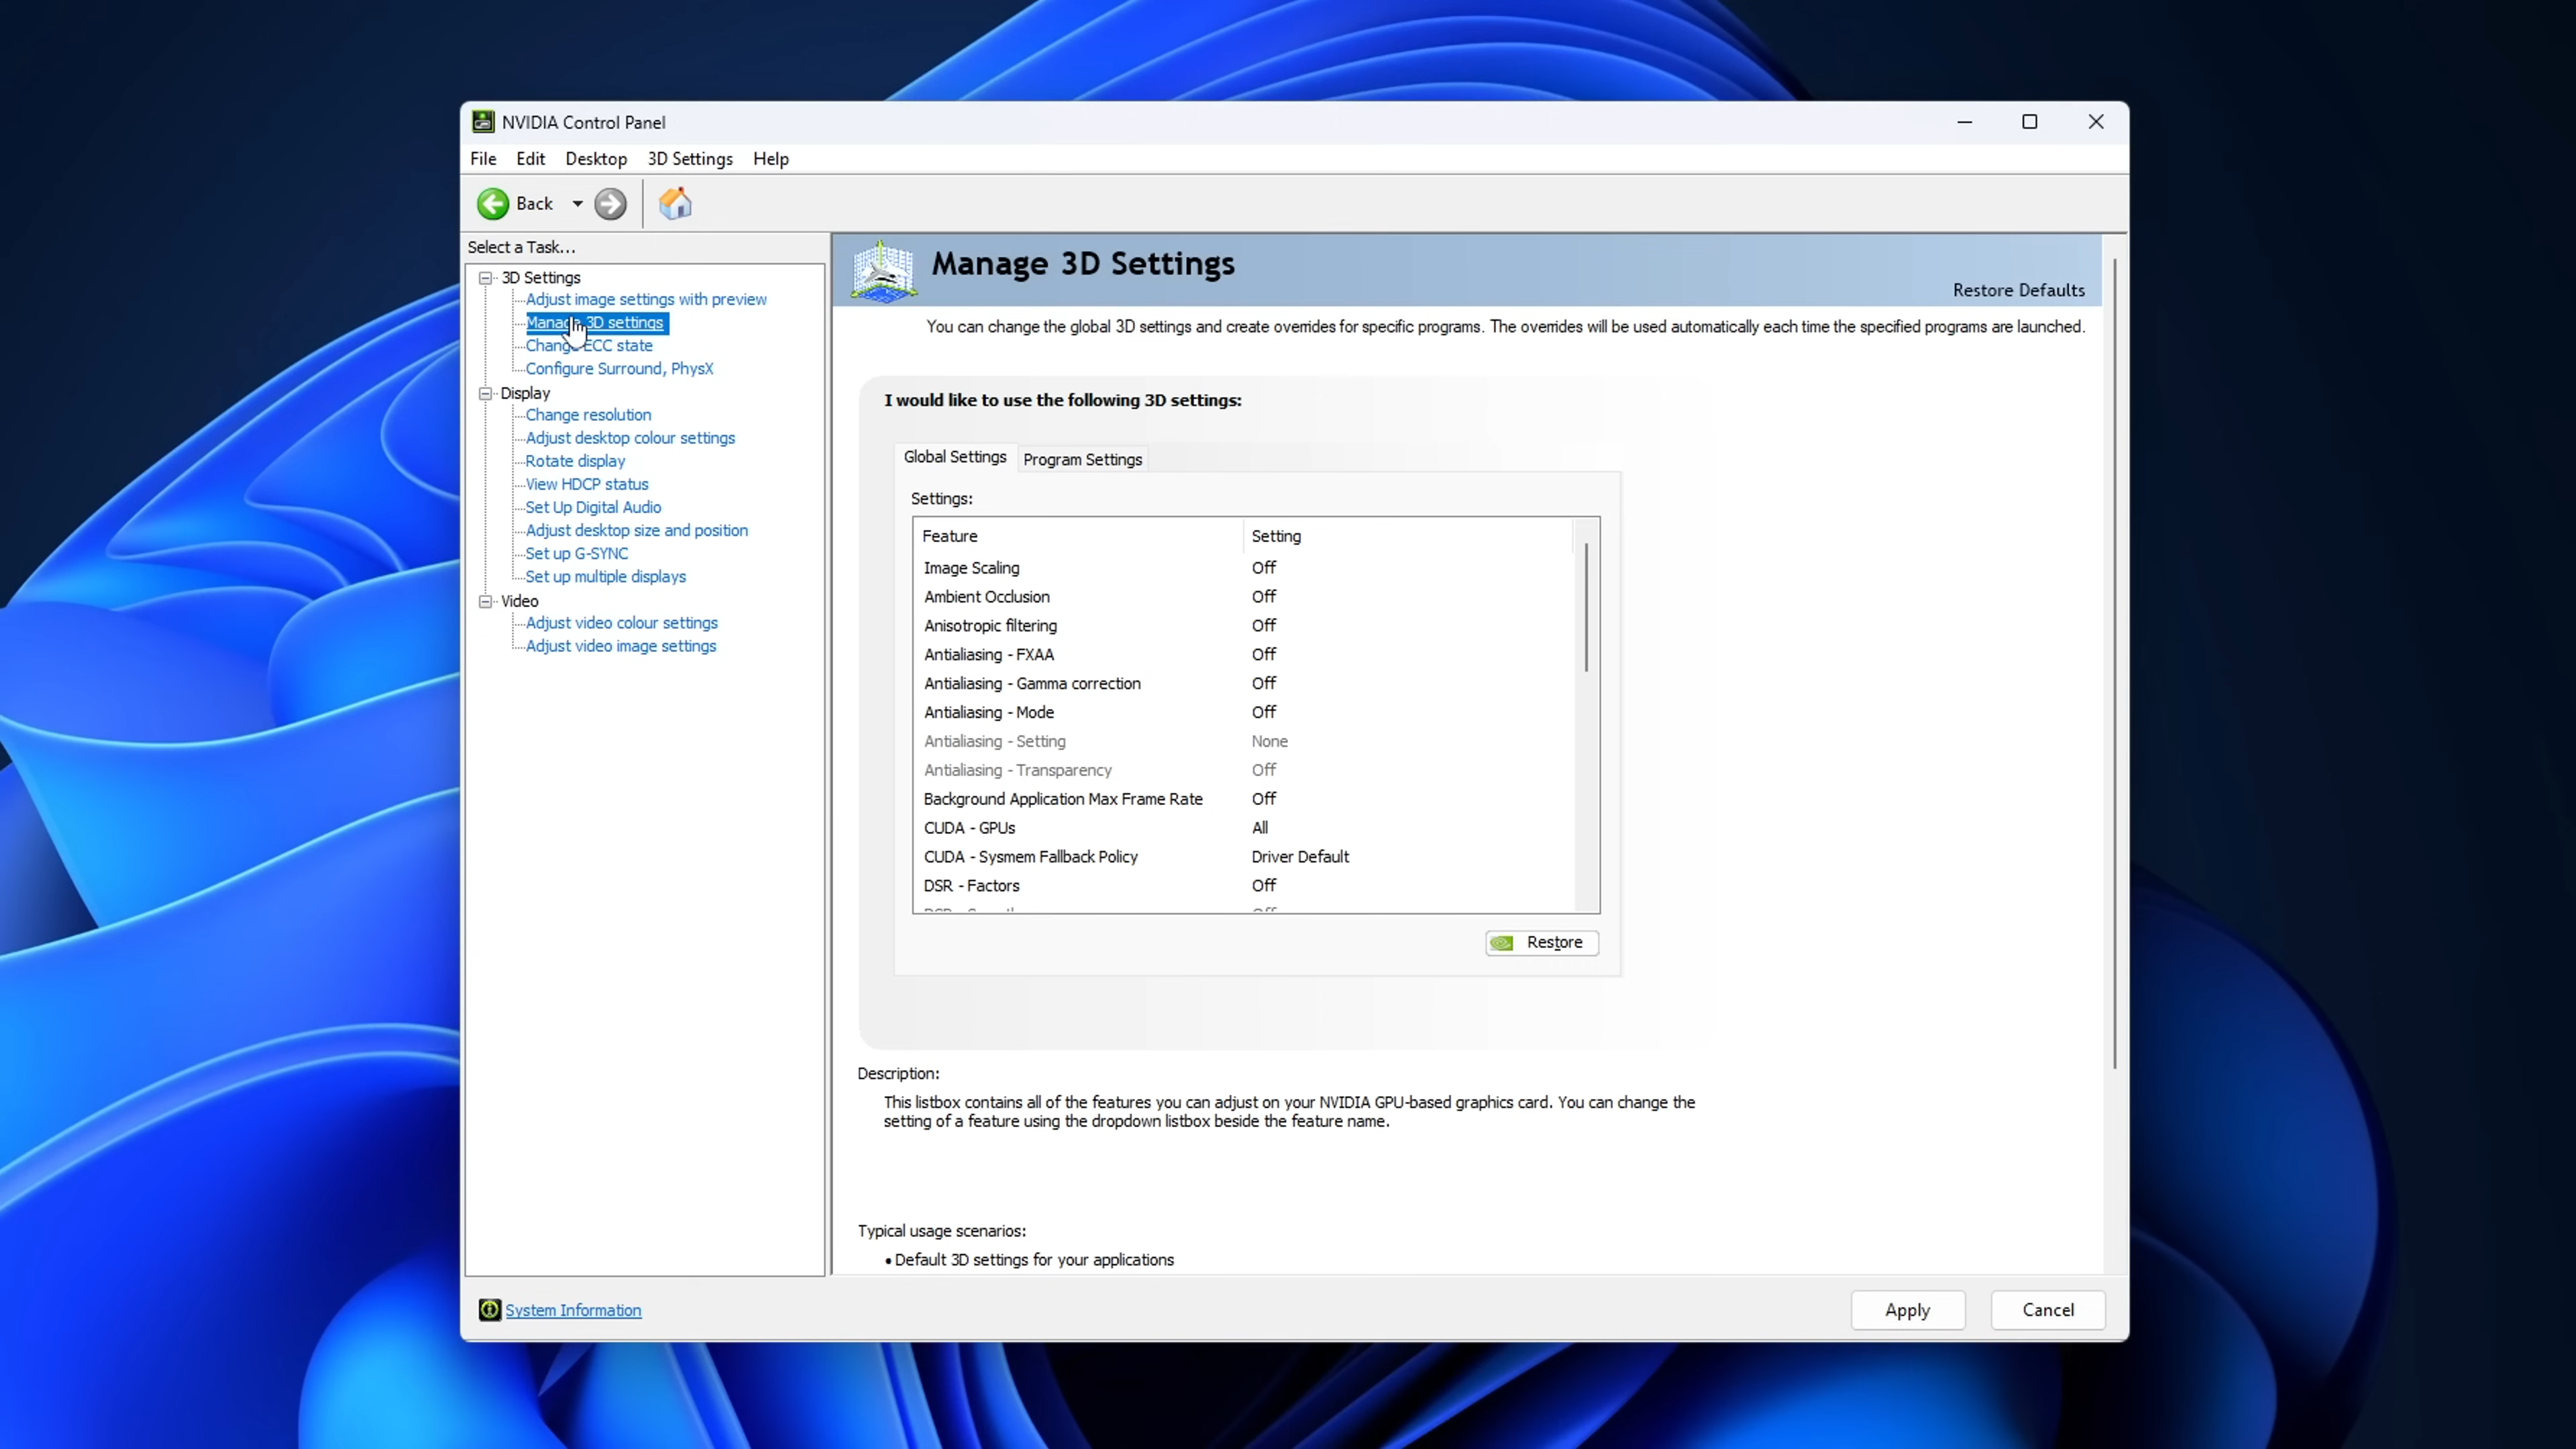 NVIDIA Control Panel
File Edit Desktop 3D Settings Help
Back
Select a Task...
3D Settings
Adjust image settings with preview
Manage 3D settings
Change ECC state
Configure Surround, PhysX
Display
Change resolution
Adjust desktop colour settings
Rotate display
View HDCP status
Set Up Digital Audio
Adjust desktop size and position
Set up G-SYNC
Set up multiple displays
Video
Adjust video colour settings
Adjust video image settings
System Information
Manage 3D Settings
Restore Defaults
You can change the global 3D settings and create overrides for specific programs. The overrides will be used automatically each time the specified programs are launched.
I would like to use the following 3D settings:
Global Settings Program Settings
Settings:
Feature Setting
Image Scaling Off
Ambient Occlusion Off
Anisotropic filtering Off
Antialiasing - FXAA Off
Antialiasing - Gamma correction Off
Antialiasing - Mode Off
Antialiasing - Setting None
Antialiasing - Transparency Off
Background Application Max Frame Rate Off
CUDA - GPUs All
CUDA - Sysmem Fallback Policy Driver Default
DSR - Factors Off
Restore
Description:
This listbox contains all of the features you can adjust on your NVIDIA GPU-based graphics card. You can change the
setting of a feature using the dropdown listbox beside the feature name.
Typical usage scenarios:
• Default 3D settings for your applications
Apply Cancel